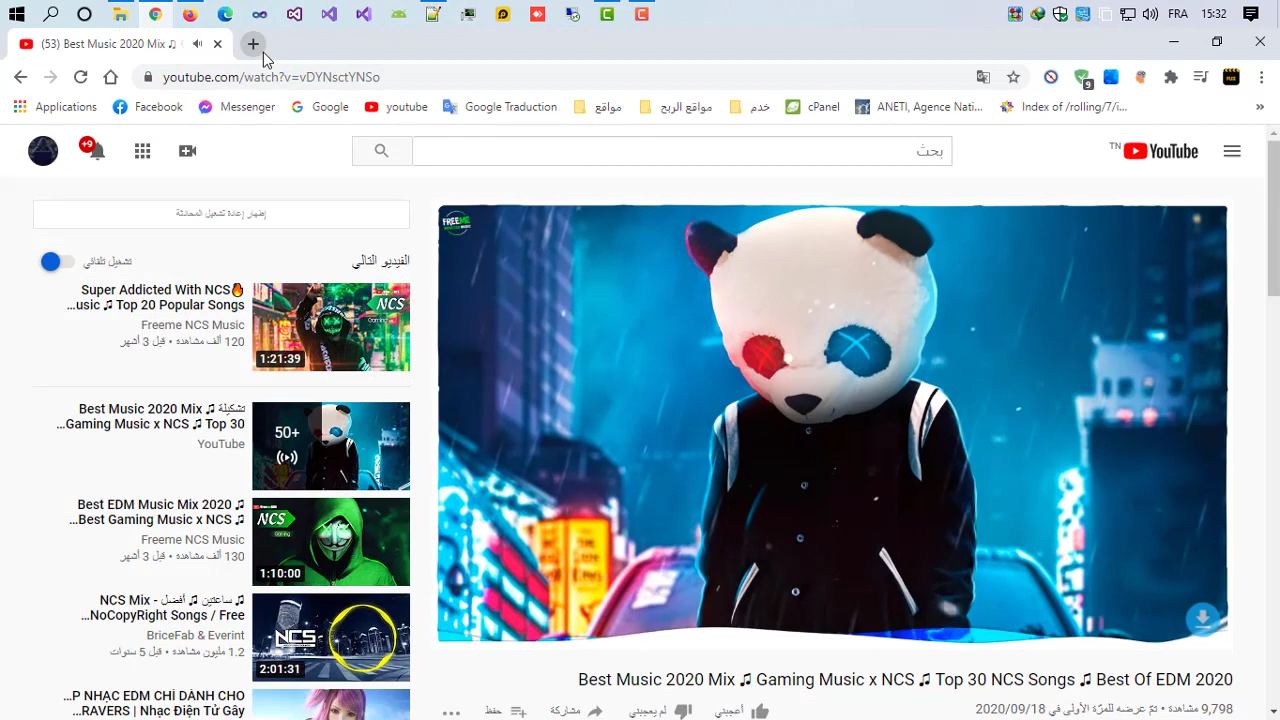 FRA
15:32
(53) Best Music 2020 Mix ♫
youtube.com/watch?v=vDYNsctYNSo
9
Applications
Facebook
Messenger
Google
youtube
Google Traduction
مواقع
مواقع الربح
خدم
cPanel
ANETI, Agence Nati...
Index of /rolling/7/i...
»
+9
بحث
TN
YouTube
إظهار إعادة تشغيل المحادثة
تشغيل تلقائي
الفيديو التالي
Super Addicted With NCS🔥
...usic ♫ Top 20 Popular Songs
Freeme NCS Music
120 ألف مشاهدة • قبل 3 أشهر
NCS
1:21:39
تشكيلة Best Music 2020 Mix ♫
...Gaming Music x NCS ♫ Top 30
YouTube
50+
Best EDM Music Mix 2020 ♫
...Best Gaming Music x NCS ♫
Freeme NCS Music
130 ألف مشاهدة • قبل 3 أشهر
NCS
Gaming
1:10:00
♫ ساعتين ♫ أفضل - NCS Mix
...NoCopyRight Songs / Free
BriceFab & Everint
1.2 مليون مشاهدة • قبل 5 سنوات
NCS
2:01:31
...P NHẠC EDM CHỈ DÀNH CHO
...RAVERS | Nhạc Điện Tử Gây
FREEME
Best Music 2020 Mix ♫ Gaming Music x NCS ♫ Top 30 NCS Songs ♫ Best Of EDM 2020
9,798 مشاهدة • تمّ عرضه للمرّة الأولى في 2020/09/18
أعجبني
لم يعجبني
مشاركة
حفظ